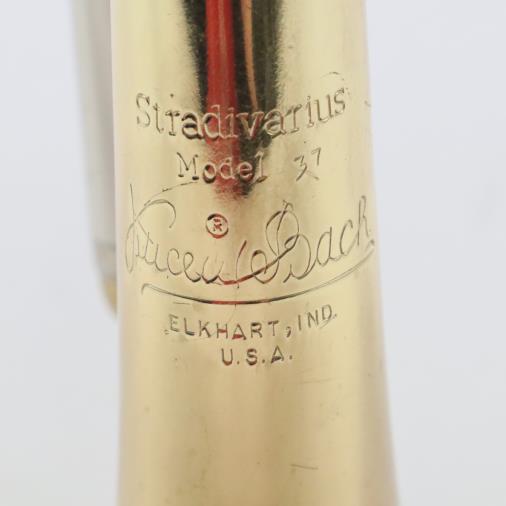 Stradivarius
Model 37
®
Vincent Bach
ELKHART, IND.
U.S.A.